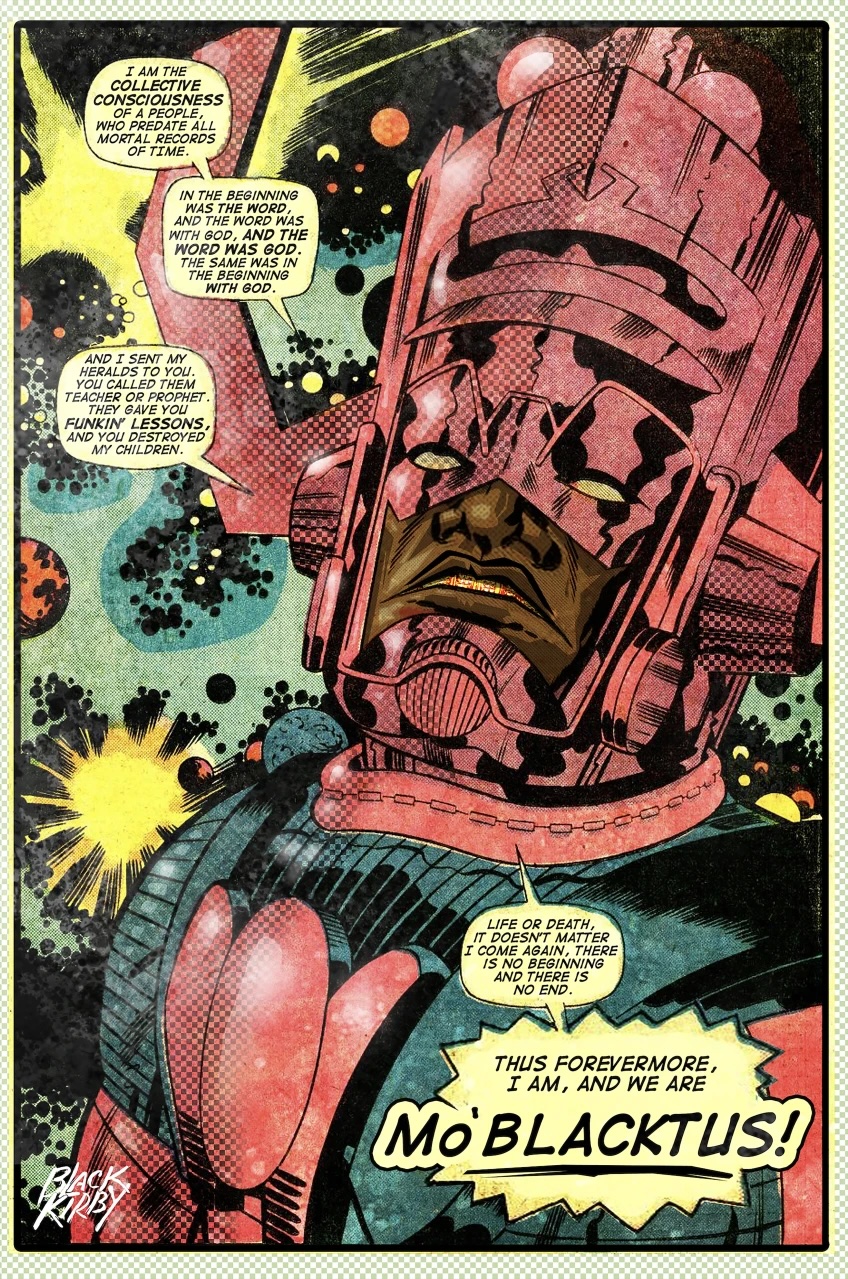 I AM THE
COLLECTIVE
CONSCIOUSNESS
OF A PEOPLE,
WHO PREDATE ALL
MORTAL RECORDS
OF TIME.
IN THE BEGINNING
WAS THE WORD,
AND THE WORD WAS
WITH GOD, AND THE
WORD WAS GOD.
THE SAME WAS IN
THE BEGINNING
WITH GOD.
AND I SENT MY
HERALDS TO YOU.
YOU CALLED THEM
TEACHER OR PROPHET.
THEY GAVE YOU
FUNKIN' LESSONS,
AND YOU DESTROYED
MY CHILDREN.
LIFE OR DEATH,
IT DOESN'T MATTER
I COME AGAIN, THERE
IS NO BEGINNING
AND THERE IS
NO END.
THUS FOREVERMORE,
I AM, AND WE ARE
MO'BLACKTUS!
BLACK
KIRBY